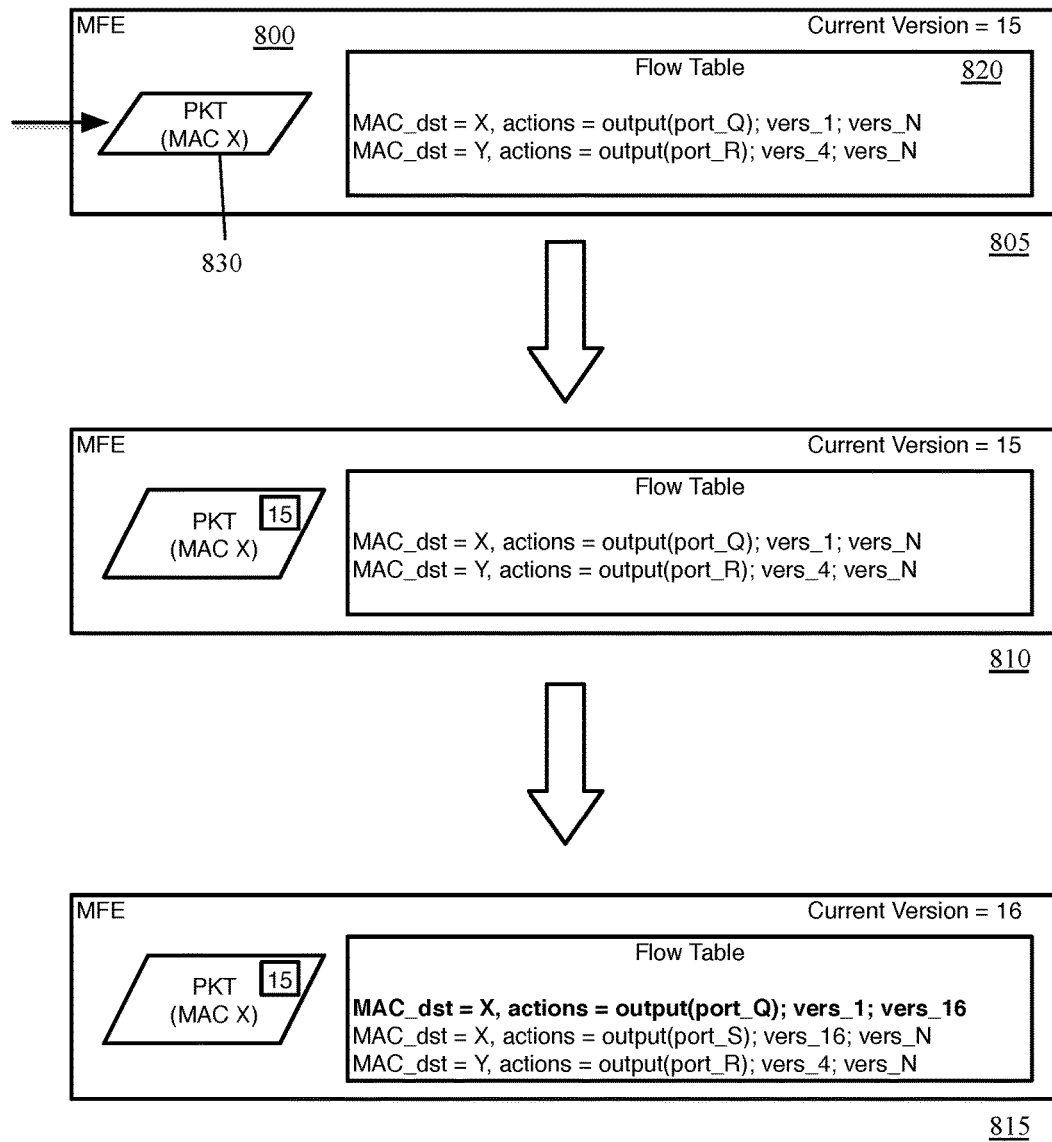 MFE
800
Current Version = 15
Flow Table
820
PKT
(MAC X)
MAC_dst = X, actions = output(port_Q); vers_1; vers_N
MAC_dst = Y, actions = output(port_R); vers_4; vers_N
830
805
MFE
Current Version = 15
Flow Table
PKT
15
(MAC X)
MAC_dst = X, actions = output(port_Q); vers_1; vers_N
MAC_dst = Y, actions = output(port_R); vers_4; vers_N
810
MFE
Current Version = 16
Flow Table
PKT
15
(MAC X)
MAC_dst = X, actions = output(port_Q); vers_1; vers_16
MAC_dst = X, actions = output(port_S); vers_16; vers_N
MAC_dst = Y, actions = output(port_R); vers_4; vers_N
815